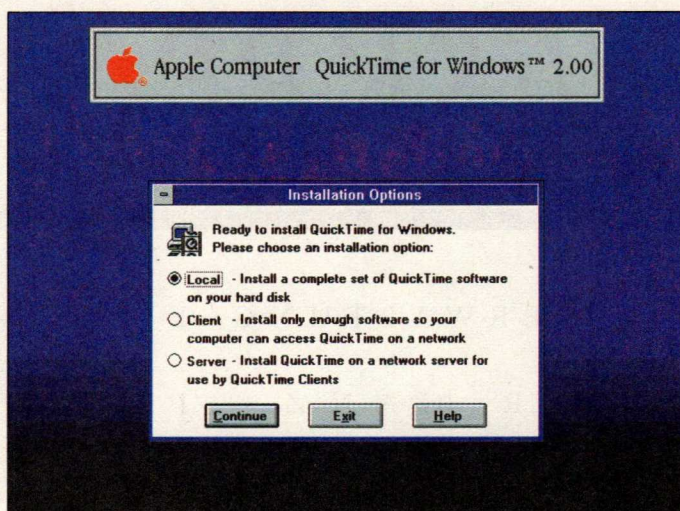 Apple Computer QuickTime for Windows™ 2.00
Installation Options
Ready to install QuickTime for Windows.
Please choose an installation option:
Local - Install a complete set of QuickTime software
on your hard disk
Client - Install only enough software so your
computer can access QuickTime on a network
Server - Install QuickTime on a network server for
use by QuickTime Clients
Continue Exit Help